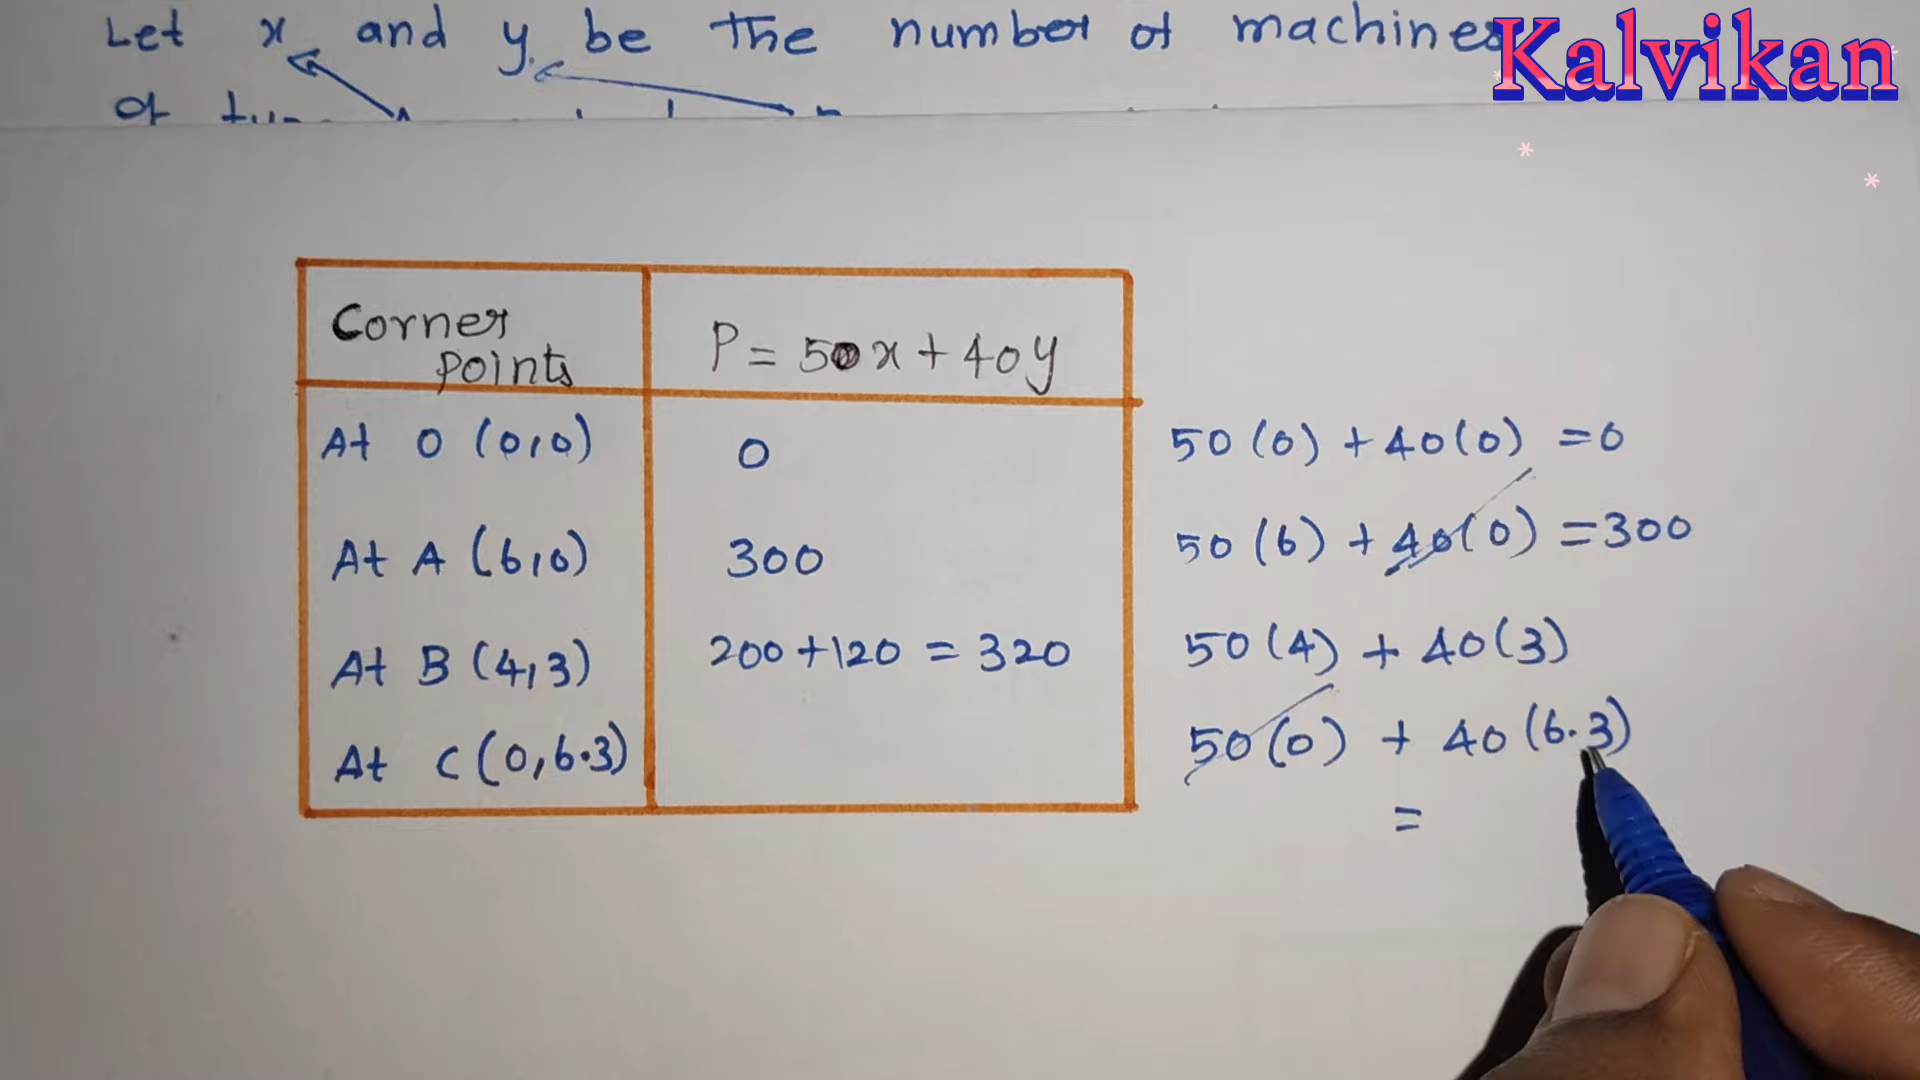 Let x and y be the number of machines
Kalvikan
of
Corner points
P = 50x + 40y
At O (0,0)
0
50(0) + 40(0) = 0
At A (6,0)
300
50(6) + 40(0) = 300
At B (4,3)
200 + 120 = 320
50(4) + 40(3)
At C (0,6.3)
50(0) + 40(6.3)
=